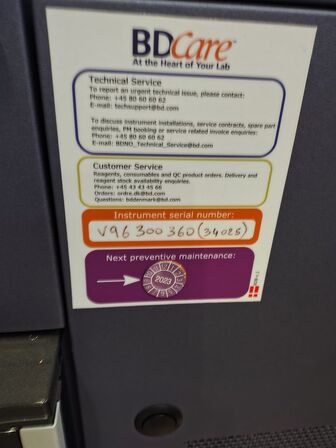 BDCare
At the Heart of Your Lab
Technical Service
To report an urgent technical issue, please contact:
Phone: +45 80 60 60 62
E-mail: techsupport@bd.com
To discuss instrument installations, service contracts, spare part
enquiries, PM booking or service related invoice enquiries:
Phone: +45 80 60 60 62
E-mail: BDNO_Technical_Service@bd.com
Customer Service
Reagents, consumables and QC product orders. Delivery and
reagent stock availability enquiries.
Phone: +45 43 43 45 66
Orders: ordre.dk@bd.com
Questions: bddenmark@bd.com
Instrument serial number:
V96300360(34025)
Next preventive maintenance:
2023